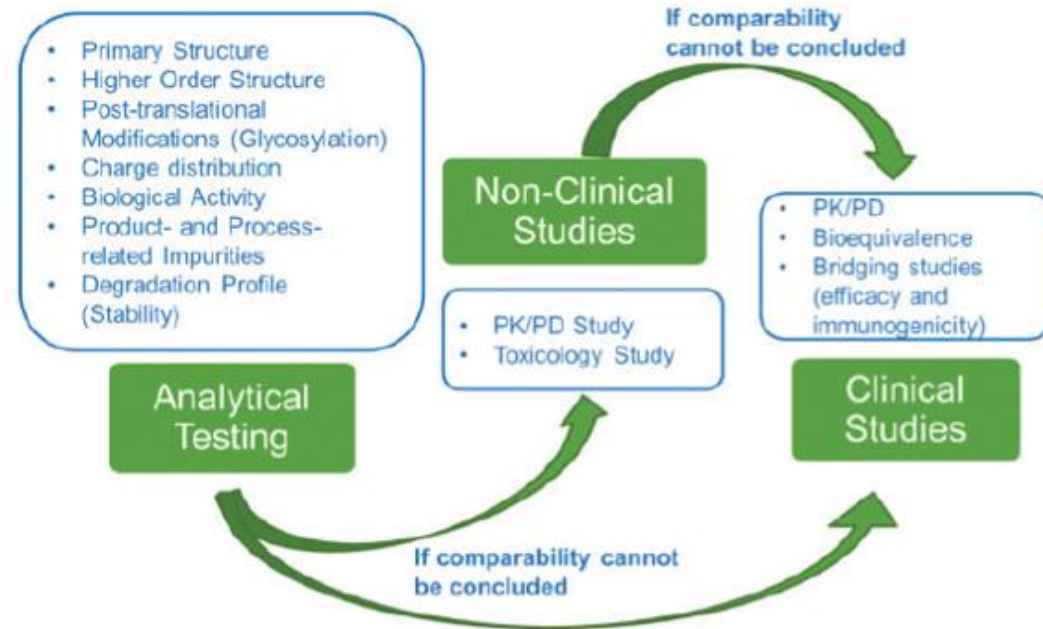 • Primary Structure
• Higher Order Structure
• Post-translational
Modifications (Glycosylation)
• Charge distribution
• Biological Activity
• Product- and Process-
related Impurities
• Degradation Profile
(Stability)
Analytical
Testing
If comparability
cannot be concluded
Non-Clinical
Studies
• PK/PD Study
• Toxicology Study
• PK/PD
• Bioequivalence
• Bridging studies
(efficacy and
immunogenicity)
Clinical
Studies
If comparability cannot
be concluded